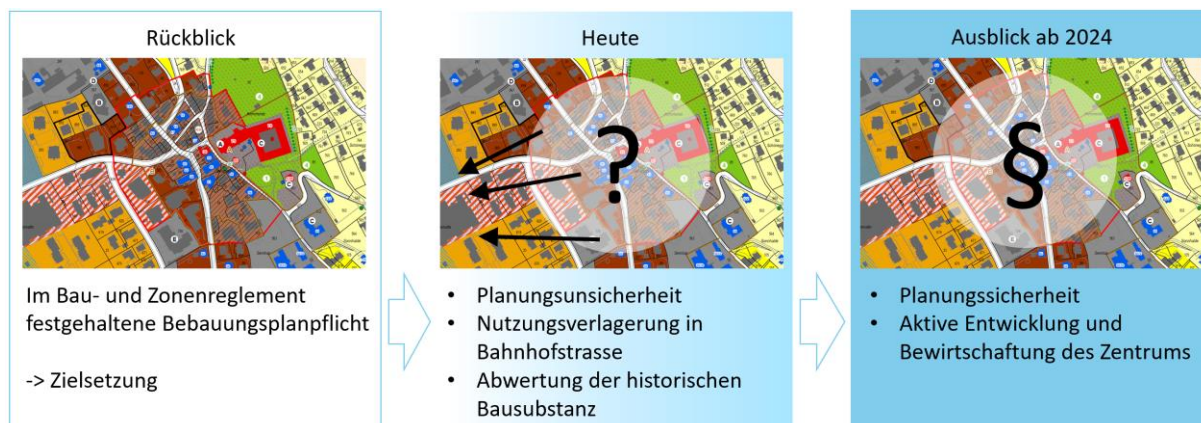 Rückblick
Im Bau- und Zonenreglement
festgehaltene Bebauungsplanpflicht
-> Zielsetzung
Heute
?
• Planungsunsicherheit
• Nutzungsverlagerung in
Bahnhofstrasse
• Abwertung der historischen
Bausubstanz
Ausblick ab 2024
§
• Planungssicherheit
• Aktive Entwicklung und
Bewirtschaftung des Zentrums